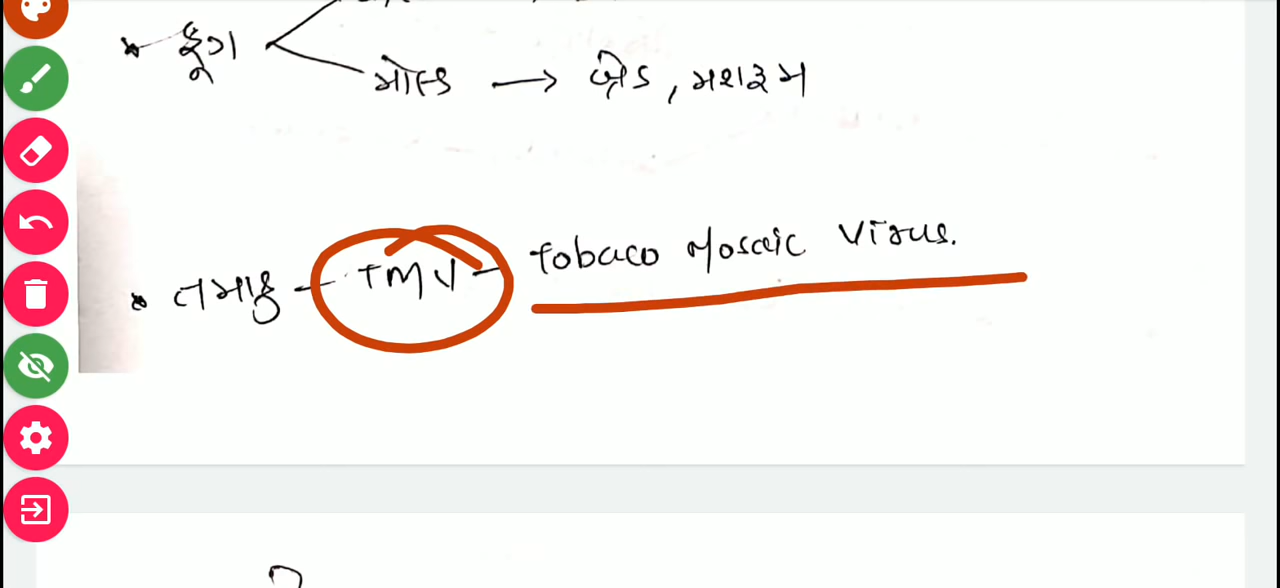 * ફૂગ
મોલ્ડ → બ્રેડ, મશરૂમ
* તમાકુ - TMV - tobaco Mosaic Virus.